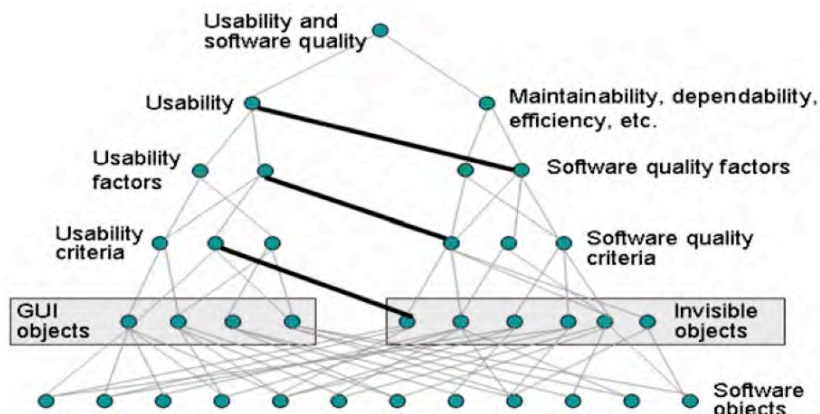 Usability and
software quality
Usability
Maintainability, dependability,
efficiency, etc.
Usability
factors
Software quality factors
Usability
criteria
Software quality
criteria
GUI
objects
Invisible
objects
Software
objects